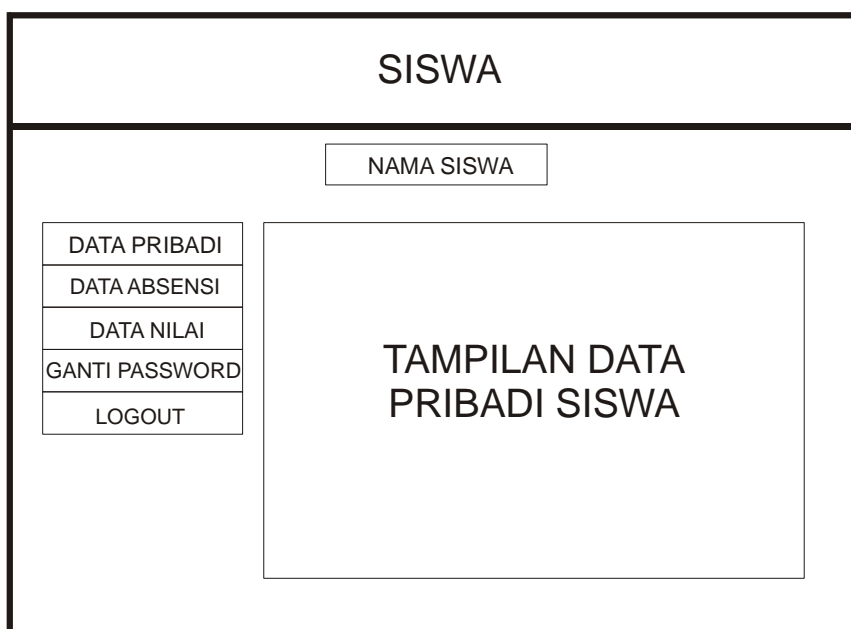 SISWA
NAMA SISWA
DATA PRIBADI
DATA ABSENSI
DATA NILAI
GANTI PASSWORD
LOGOUT
TAMPILAN DATA
PRIBADI SISWA